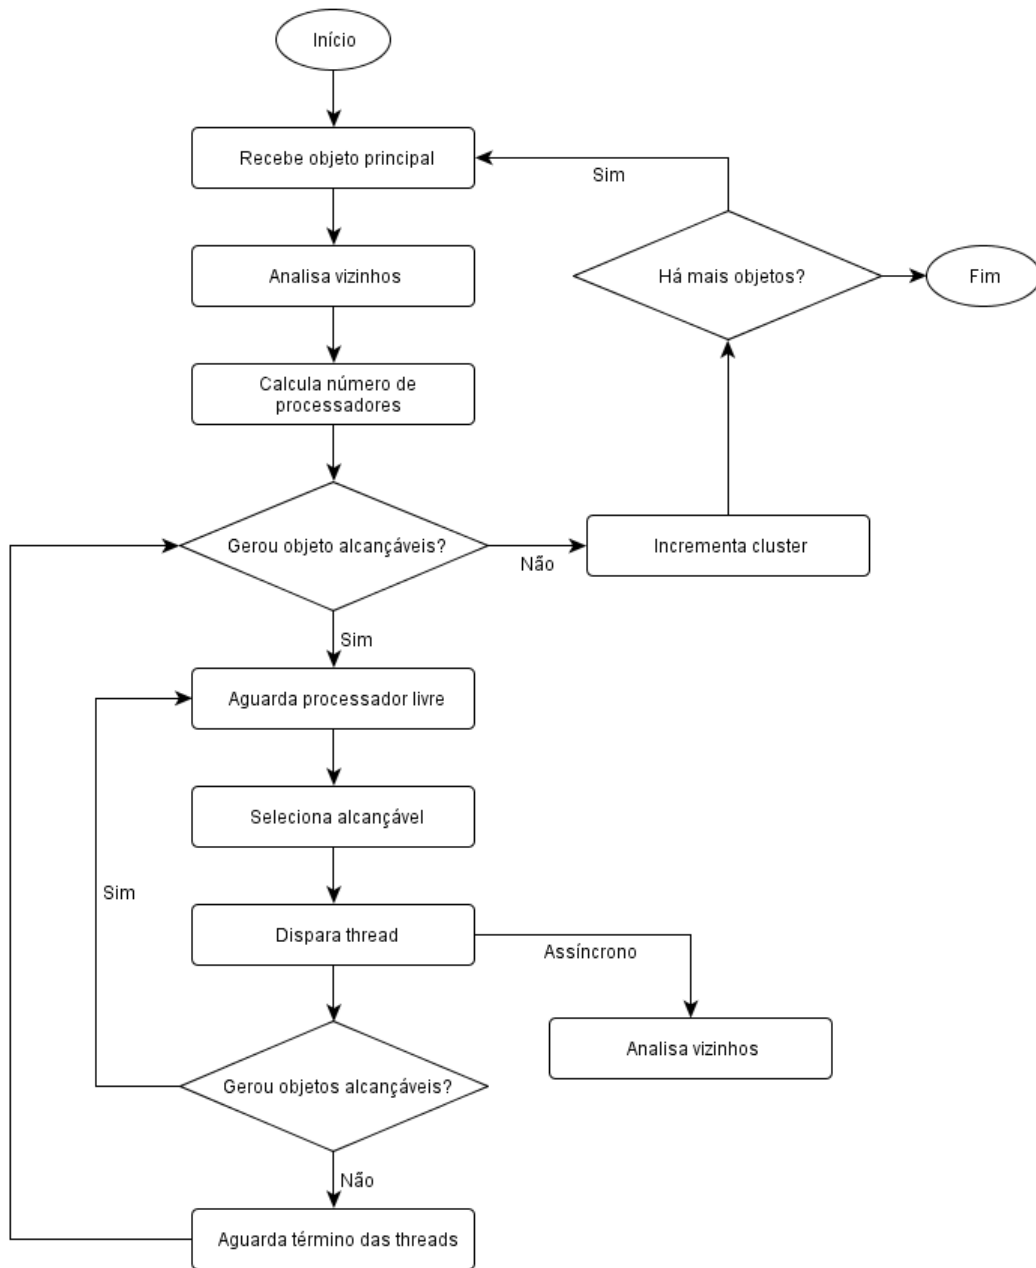 Início
Recebe objeto principal
Sim
Analisa vizinhos
Há mais objetos?
Fim
Calcula número de
processadores
Gerou objeto alcançáveis?
Não
Incrementa cluster
Sim
Aguarda processador livre
Seleciona alcançável
Sim
Dispara thread
Assíncrono
Analisa vizinhos
Gerou objetos alcançáveis?
Não
Aguarda término das threads